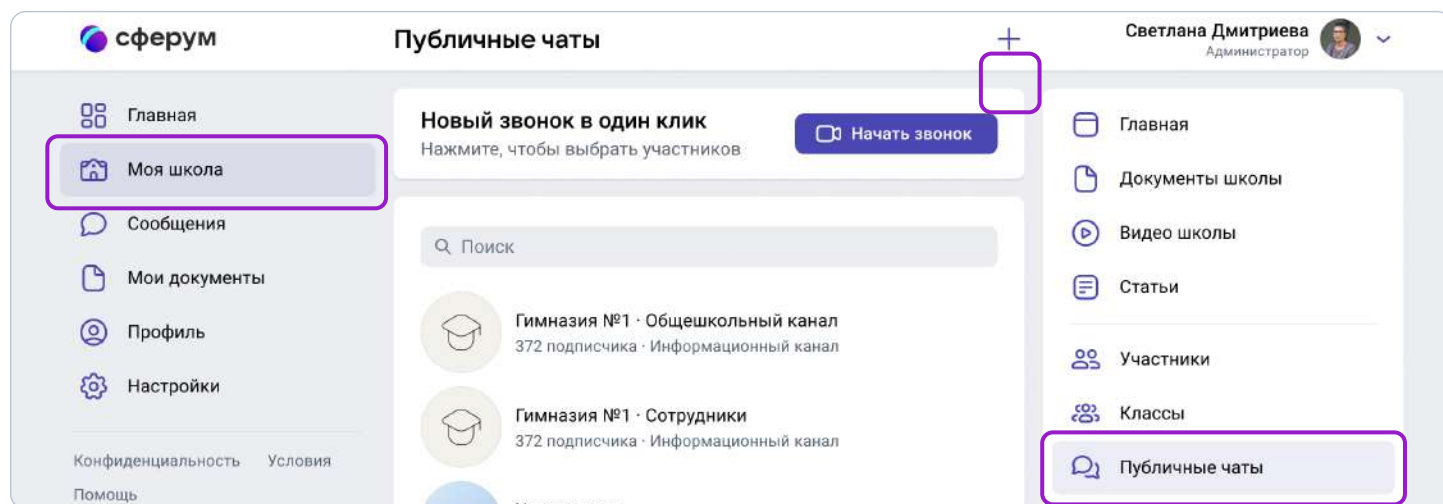 сферум
Публичные чаты
Светлана Дмитриева
Администратор
Главная
Моя школа
Сообщения
Мои документы
Профиль
Настройки
Конфиденциальность Условия
Помощь
Новый звонок в один клик
Нажмите, чтобы выбрать участников
Начать звонок
Поиск
Гимназия №1 · Общешкольный канал
372 подписчика · Информационный канал
Гимназия №1 · Сотрудники
372 подписчика · Информационный канал
Главная
Документы школы
Видео школы
Статьи
Участники
Классы
Публичные чаты